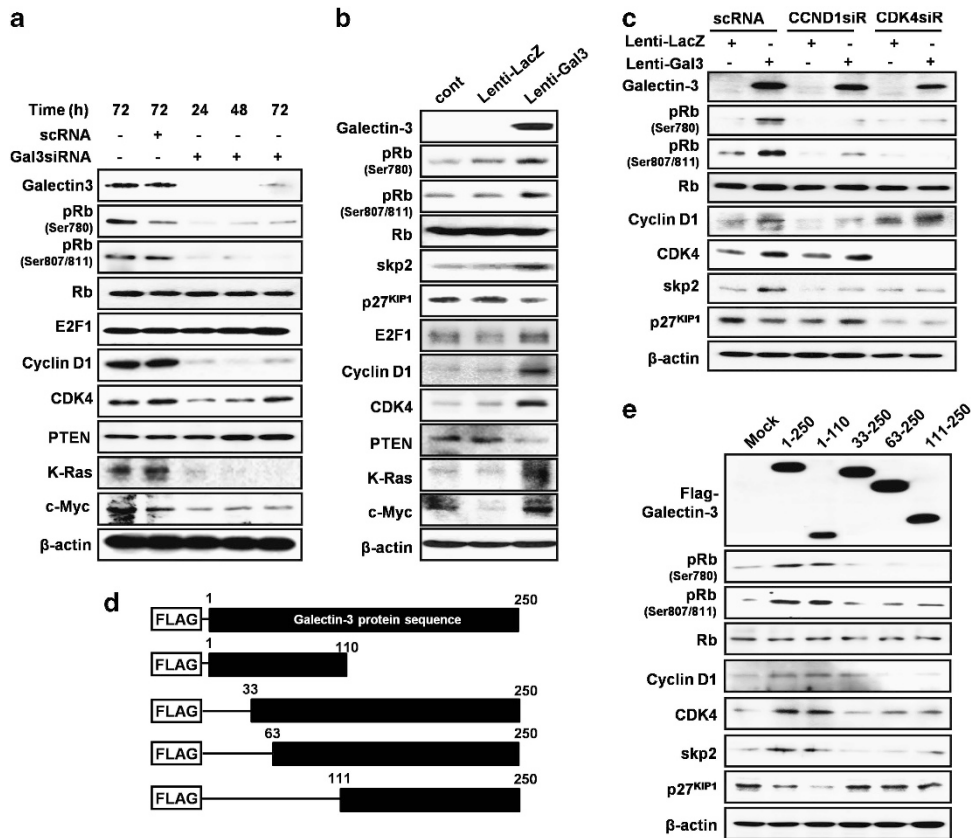 a
Time (h) 72 72 24 48 72
scRNA - + - - -
Gal3siRNA - - + + +
Galectin3
pRb
(Ser780)
pRb
(Ser807/811)
Rb
E2F1
Cyclin D1
CDK4
PTEN
K-Ras
c-Myc
β-actin
b
cont Lenti-LacZ Lenti-Gal3
Galectin-3
pRb
(Ser780)
pRb
(Ser807/811)
Rb
skp2
p27KIP1
E2F1
Cyclin D1
CDK4
PTEN
K-Ras
c-Myc
β-actin
c
scRNA CCND1siR CDK4siR
Lenti-LacZ + - + - + -
Lenti-Gal3 - + - + - +
Galectin-3
pRb
(Ser780)
pRb
(Ser807/811)
Rb
Cyclin D1
CDK4
skp2
p27KIP1
β-actin
d
1 250
FLAG Galectin-3 protein sequence
1 110
FLAG
33 250
FLAG
63 250
FLAG
111 250
FLAG
e
Mock 1-250 1-110 33-250 63-250 111-250
Flag-
Galectin-3
pRb
(Ser780)
pRb
(Ser807/811)
Rb
Cyclin D1
CDK4
skp2
p27KIP1
β-actin